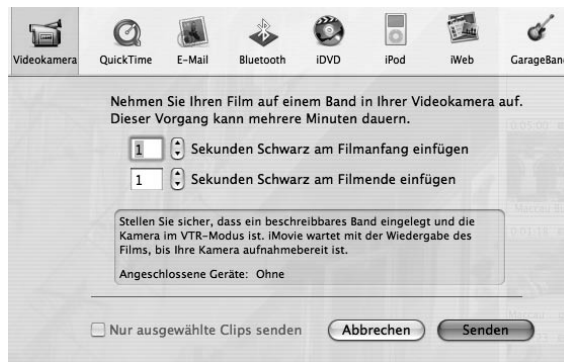 Videokamera QuickTime E-Mail Bluetooth iDVD iPod iWeb GarageBan
Nehmen Sie Ihren Film auf einem Band in Ihrer Videokamera auf.
Dieser Vorgang kann mehrere Minuten dauern.
1 Sekunden Schwarz am Filmanfang einfügen
1 Sekunden Schwarz am Filmende einfügen
Stellen Sie sicher, dass ein beschreibbares Band eingelegt und die
Kamera im VTR-Modus ist. iMovie wartet mit der Wiedergabe des
Films, bis Ihre Kamera aufnahmebereit ist.
Angeschlossene Geräte: Ohne
Nur ausgewählte Clips senden Abbrechen Senden